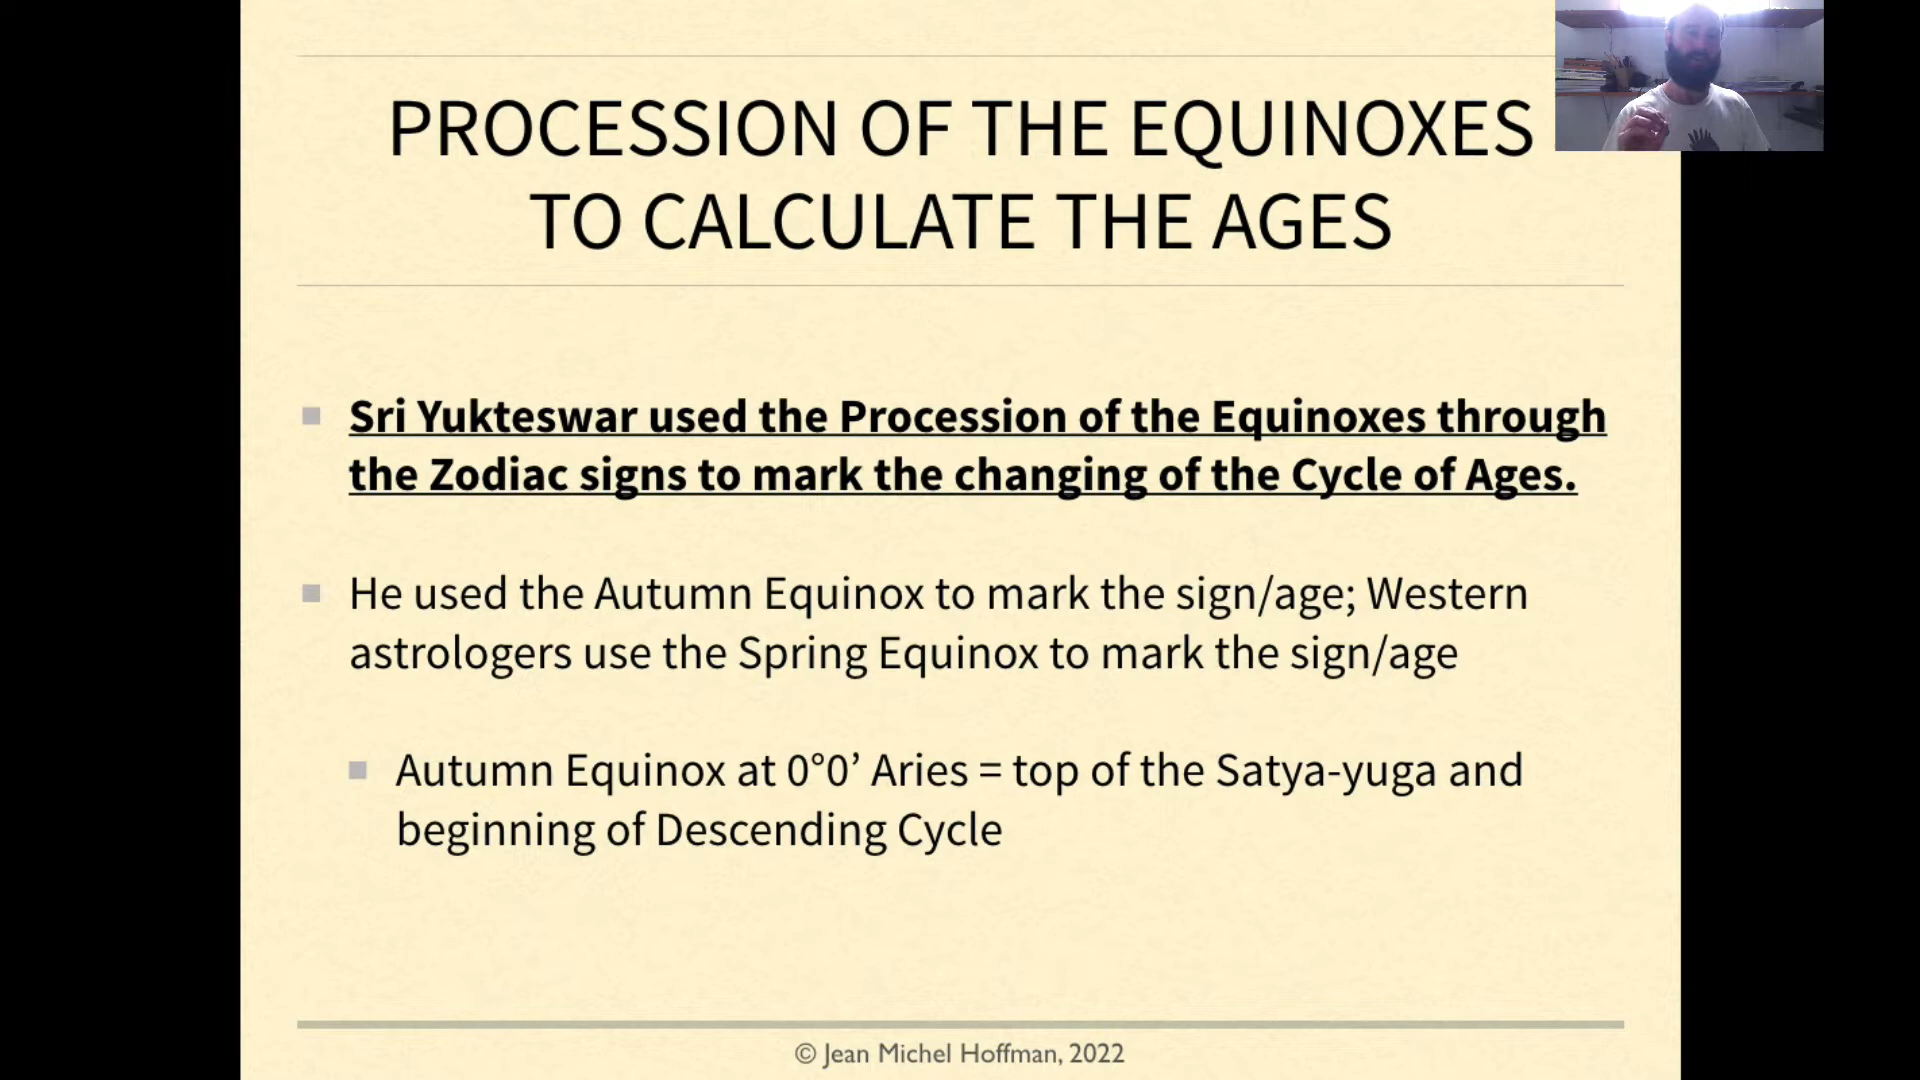 PROCESSION OF THE EQUINOXES
TO CALCULATE THE AGES
Sri Yukteswar used the Procession of the Equinoxes through
the Zodiac signs to mark the changing of the Cycle of Ages.
He used the Autumn Equinox to mark the sign/age; Western
astrologers use the Spring Equinox to mark the sign/age
Autumn Equinox at 0°0’ Aries = top of the Satya-yuga and
beginning of Descending Cycle
© Jean Michel Hoffman, 2022